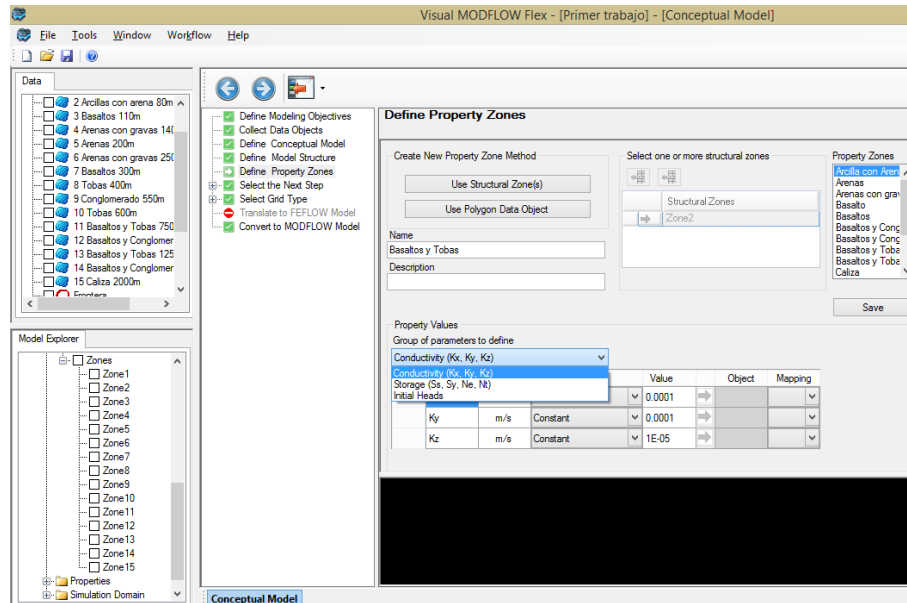 Visual MODFLOW Flex - [Primer trabajo] - [Conceptual Model]
File Tools Window Workflow Help
Data
2 Arcillas con arena 80m
3 Basaltos 110m
4 Arenas con gravas 140
5 Arenas 200m
6 Arenas con gravas 250
7 Basaltos 300m
8 Tobas 400m
9 Conglomerado 550m
10 Tobas 600m
11 Basaltos y Tobas 750
12 Basaltos y Conglomer
13 Basaltos y Tobas 125
14 Basaltos y Conglomer
15 Caliza 2000m
Frontera
Model Explorer
Zones
Zone1
Zone2
Zone3
Zone4
Zone5
Zone6
Zone7
Zone8
Zone9
Zone10
Zone11
Zone12
Zone13
Zone14
Zone15
Properties
Simulation Domain
Define Modeling Objectives
Collect Data Objects
Define Conceptual Model
Define Model Structure
Define Property Zones
Select the Next Step
Select Grid Type
Translate to FEFLOW Model
Convert to MODFLOW Model
Define Property Zones
Create New Property Zone Method
Use Structural Zone(s)
Use Polygon Data Object
Name
Basaltos y Tobas
Description
Select one or more structural zones
Structural Zones
Zone2
Property Zones
Arcilla con Aren
Arenas
Arenas con grav
Basalto
Basaltos
Basaltos y Cong
Basaltos y Cong
Basaltos y Toba
Basaltos y Toba
Caliza
Save
Property Values
Group of parameters to define
Conductivity (Kx, Ky, Kz)
Conductivity (Kx, Ky, Kz)
Storage (Ss, Sy, Ne, Nt)
Initial Heads
Value Object Mapping
0.0001
Ky m/s Constant 0.0001
Kz m/s Constant 1E-05
Conceptual Model